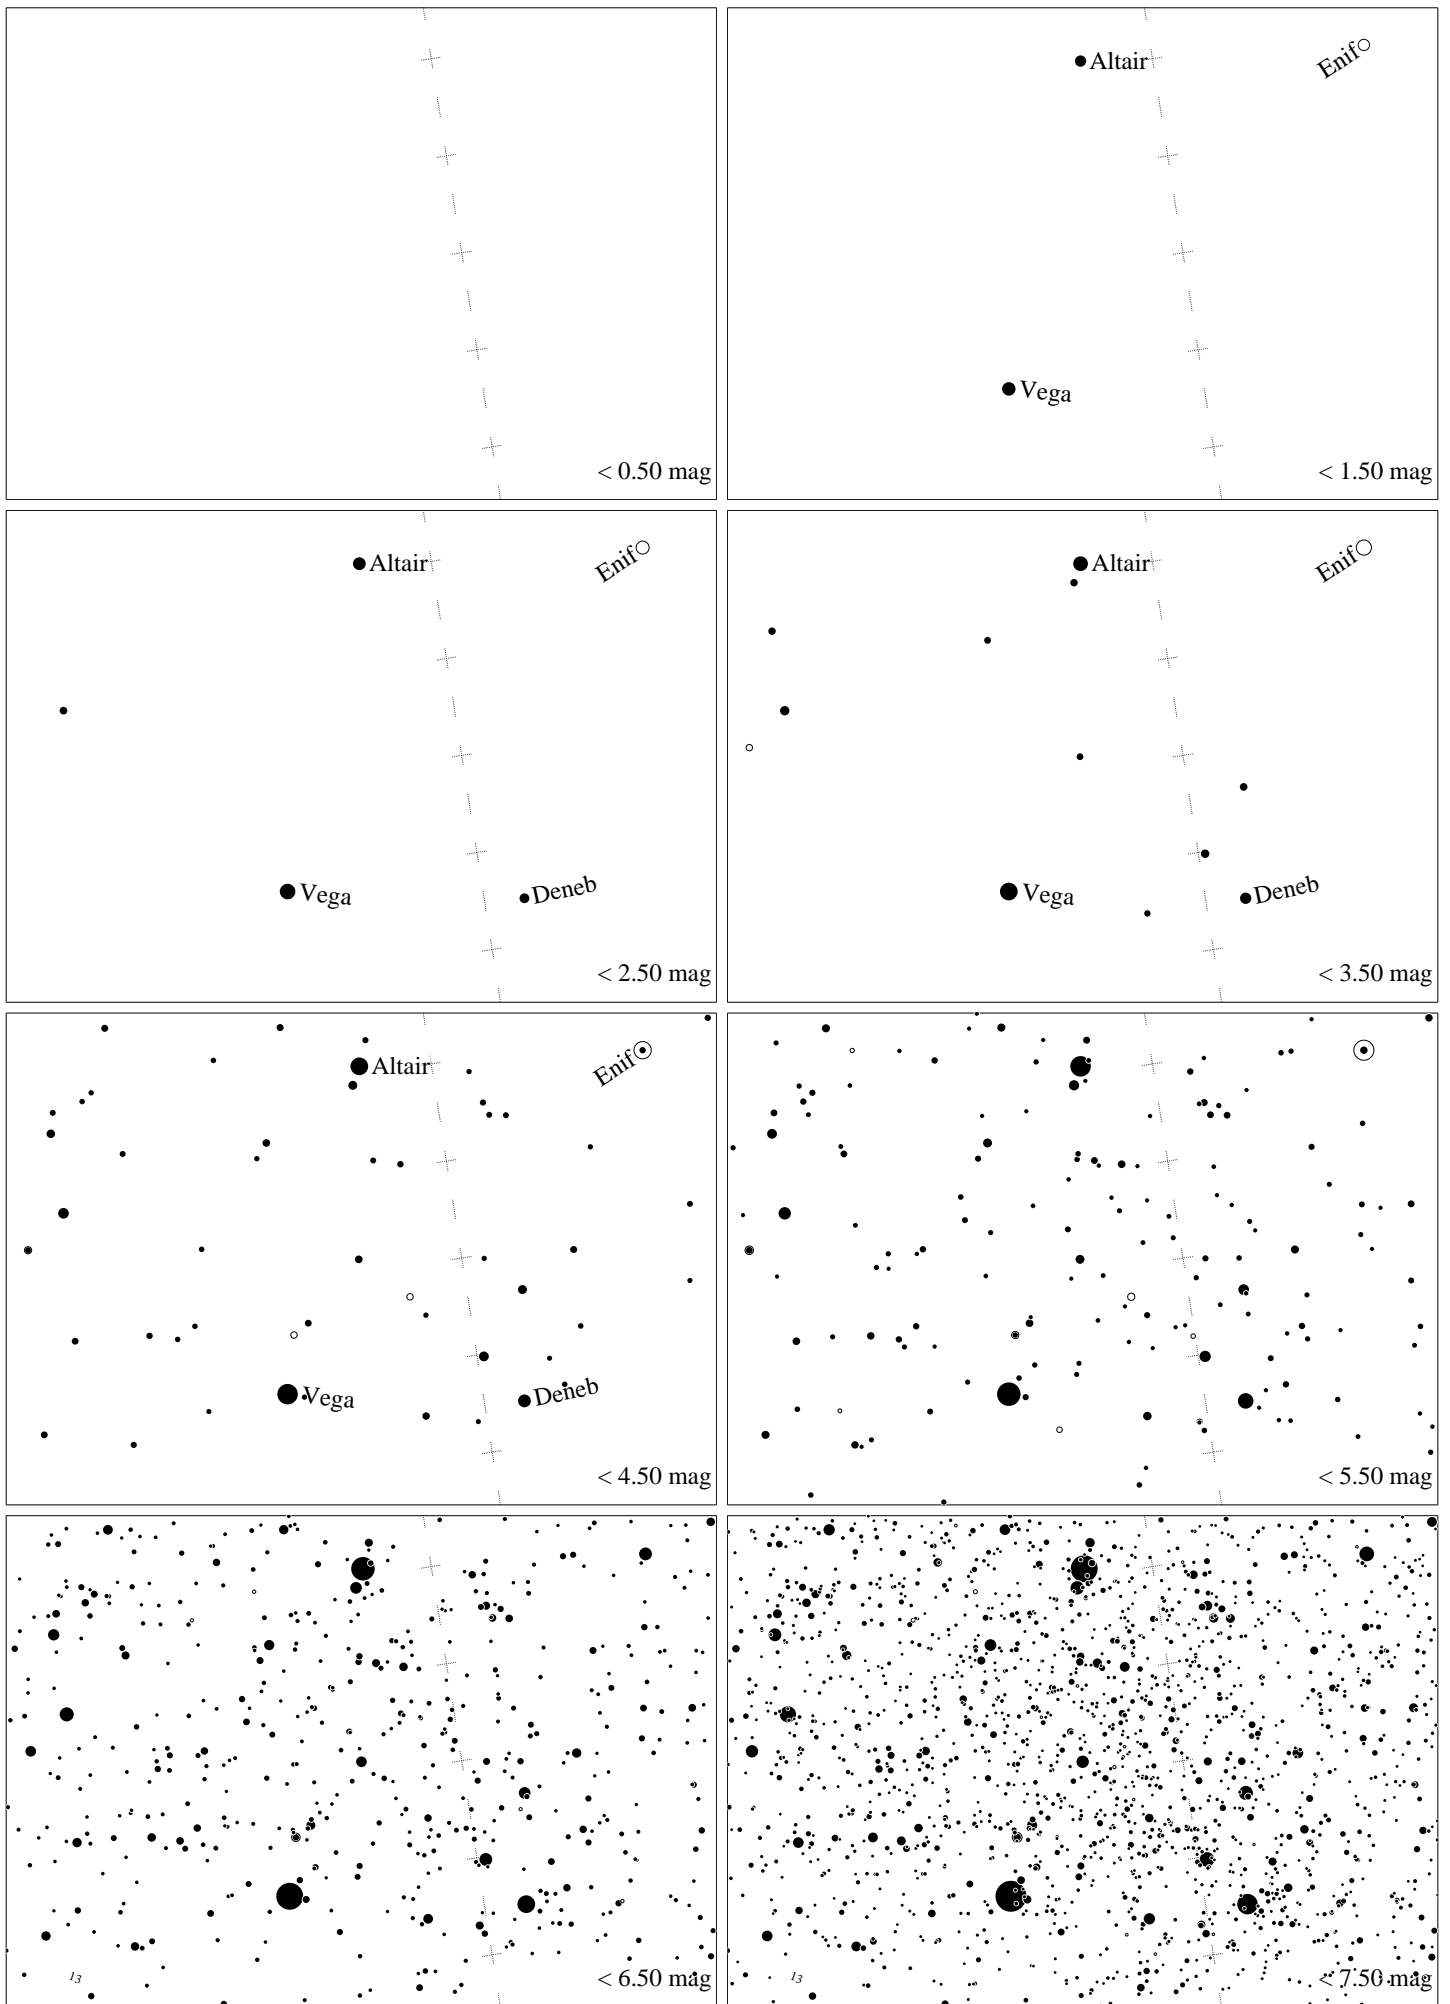 < 0.50 mag
Altair
Enif
Vega
< 1.50 mag
Altair
Enif
Vega
Deneb
< 2.50 mag
Altair
Enif
Vega
Deneb
< 3.50 mag
Altair
Enif
Vega
Deneb
< 4.50 mag
< 5.50 mag
13
< 6.50 mag
13
< 7.50 mag